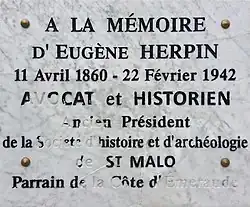 A LA MÉMOIRE
D'EUGÈNE HERPIN
11 Avril 1860 - 22 Février 1942
AVOCAT et HISTORIEN
Ancien Président
de la Société d'histoire et d'archéologie
de ST MALO
Parrain de la Côte d'Émeraude